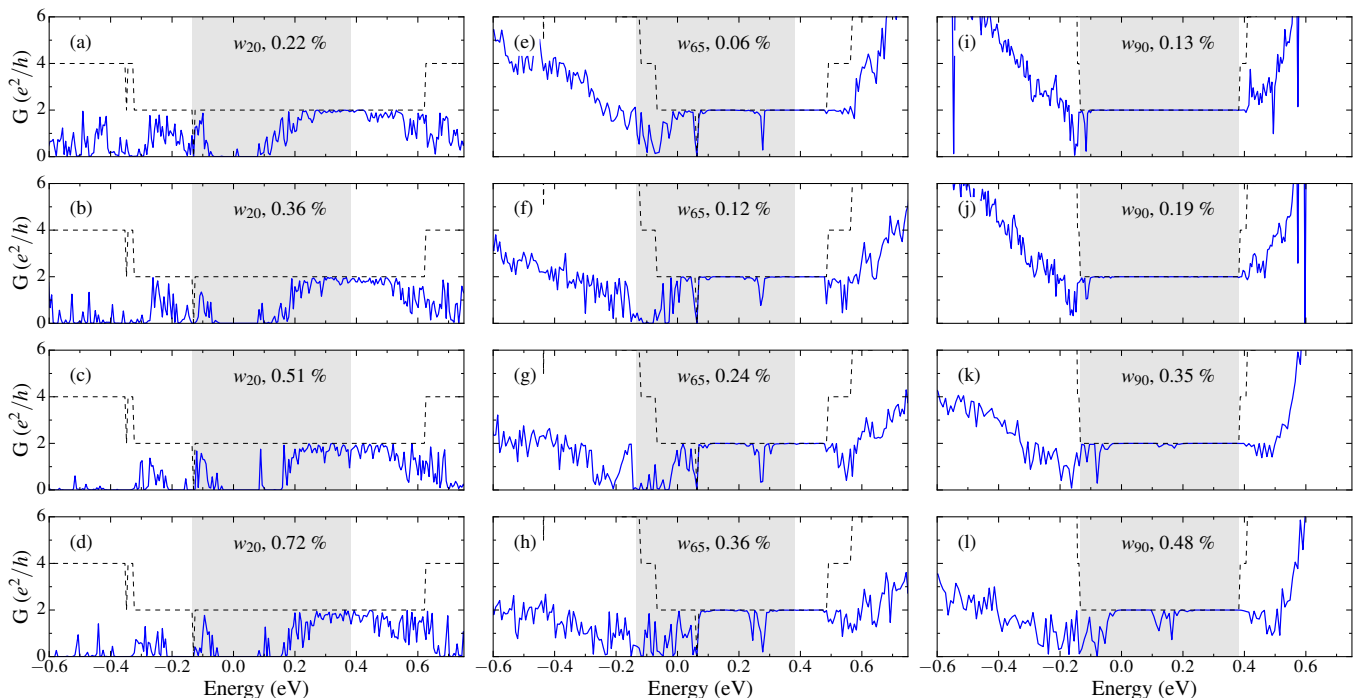 6
(a)
w20, 0.22 %
(e)
w65, 0.06 %
(i)
w90, 0.13 %
4
G (e²/h)
2
0
6
(b)
w20, 0.36 %
(f)
w65, 0.12 %
(j)
w90, 0.19 %
4
G (e²/h)
2
0
6
(c)
w20, 0.51 %
(g)
w65, 0.24 %
(k)
w90, 0.35 %
4
G (e²/h)
2
0
6
(d)
w20, 0.72 %
(h)
w65, 0.36 %
(l)
w90, 0.48 %
4
G (e²/h)
2
0
−0.6 −0.4 −0.2 0.0 0.2 0.4 0.6
−0.6 −0.4 −0.2 0.0 0.2 0.4 0.6
−0.6 −0.4 −0.2 0.0 0.2 0.4 0.6
Energy (eV)
Energy (eV)
Energy (eV)